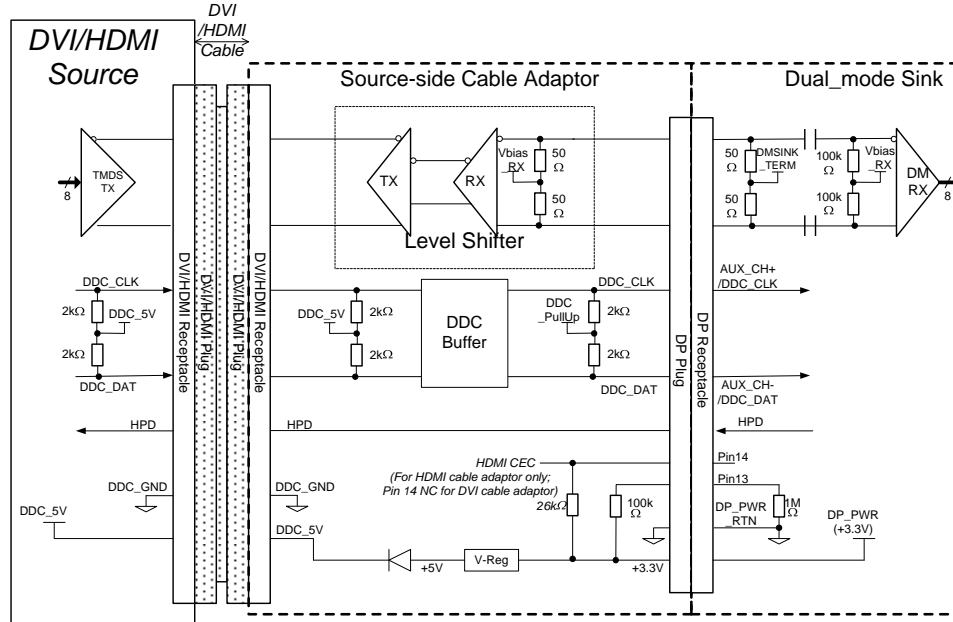 DVI/HDMI
Source
DVI
/HDMI
Cable
Source-side Cable Adaptor
Dual_mode Sink
TMDS
TX
8
TX
RX
Vbias
_RX
50
Ω
50
Ω
Level Shifter
50
Ω
50
Ω
DMSINK
_TERM
100k
Ω
100k
Ω
Vbias
_RX
DM
RX
8
DVI/HDMI Receptacle
DVI/HDMI Plug
DVI/HDMI Plug
DVI/HDMI Receptacle
DP Plug
DP Receptacle
DDC_CLK
2kΩ
DDC_5V
2kΩ
DDC_DAT
DDC_5V
2kΩ
2kΩ
DDC
Buffer
DDC_CLK
DDC
_PullUp
2kΩ
2kΩ
DDC_DAT
AUX_CH+
/DDC_CLK
AUX_CH-
/DDC_DAT
HPD
HPD
HPD
HDMI CEC
(For HDMI cable adaptor only;
Pin 14 NC for DVI cable adaptor)
26kΩ
100k
Ω
Pin14
Pin13
DP_PWR
_RTN
1M
Ω
DP_PWR
(+3.3V)
DDC_GND
DDC_5V
DDC_GND
DDC_5V
+5V
V-Reg
+3.3V